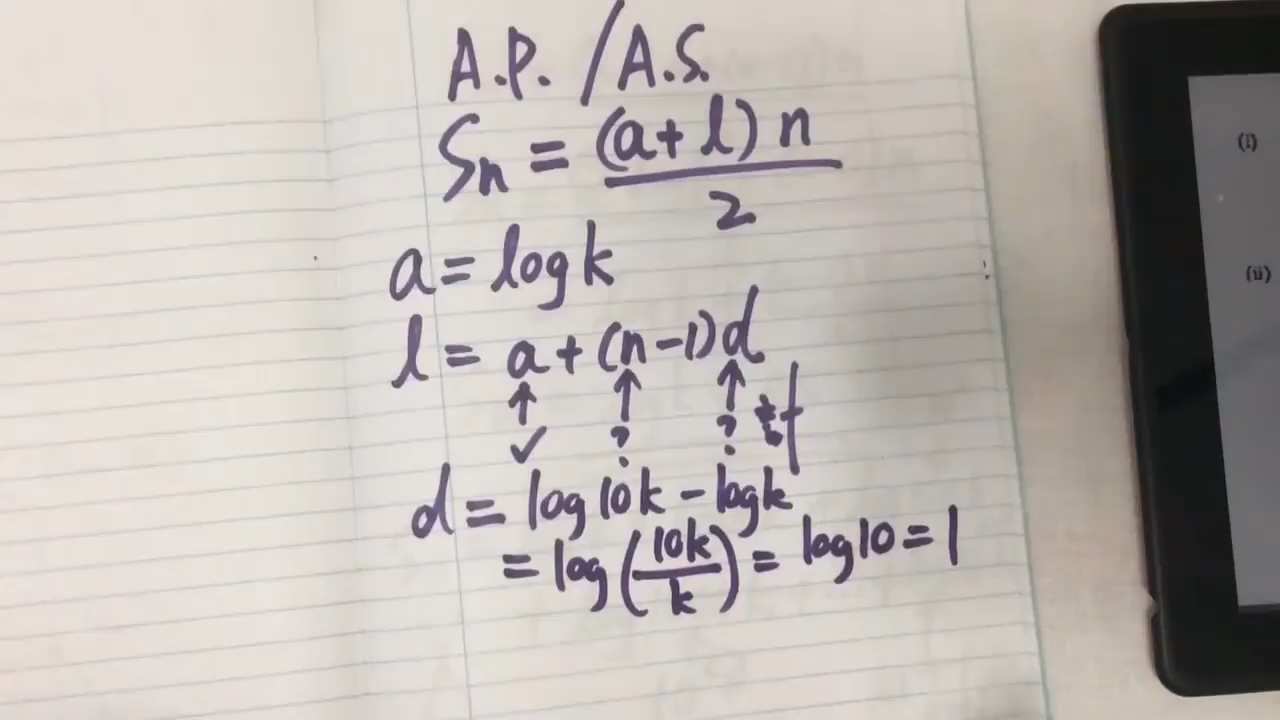 A.P. / A.S.
Sn = (a + l) n / 2
a = log k
l = a + (n - 1) d
↑ ↑ ↑
✓ ? ?
d = log 10k - log k
= log (10k / k) = log 10 = 1
(i)
(ii)